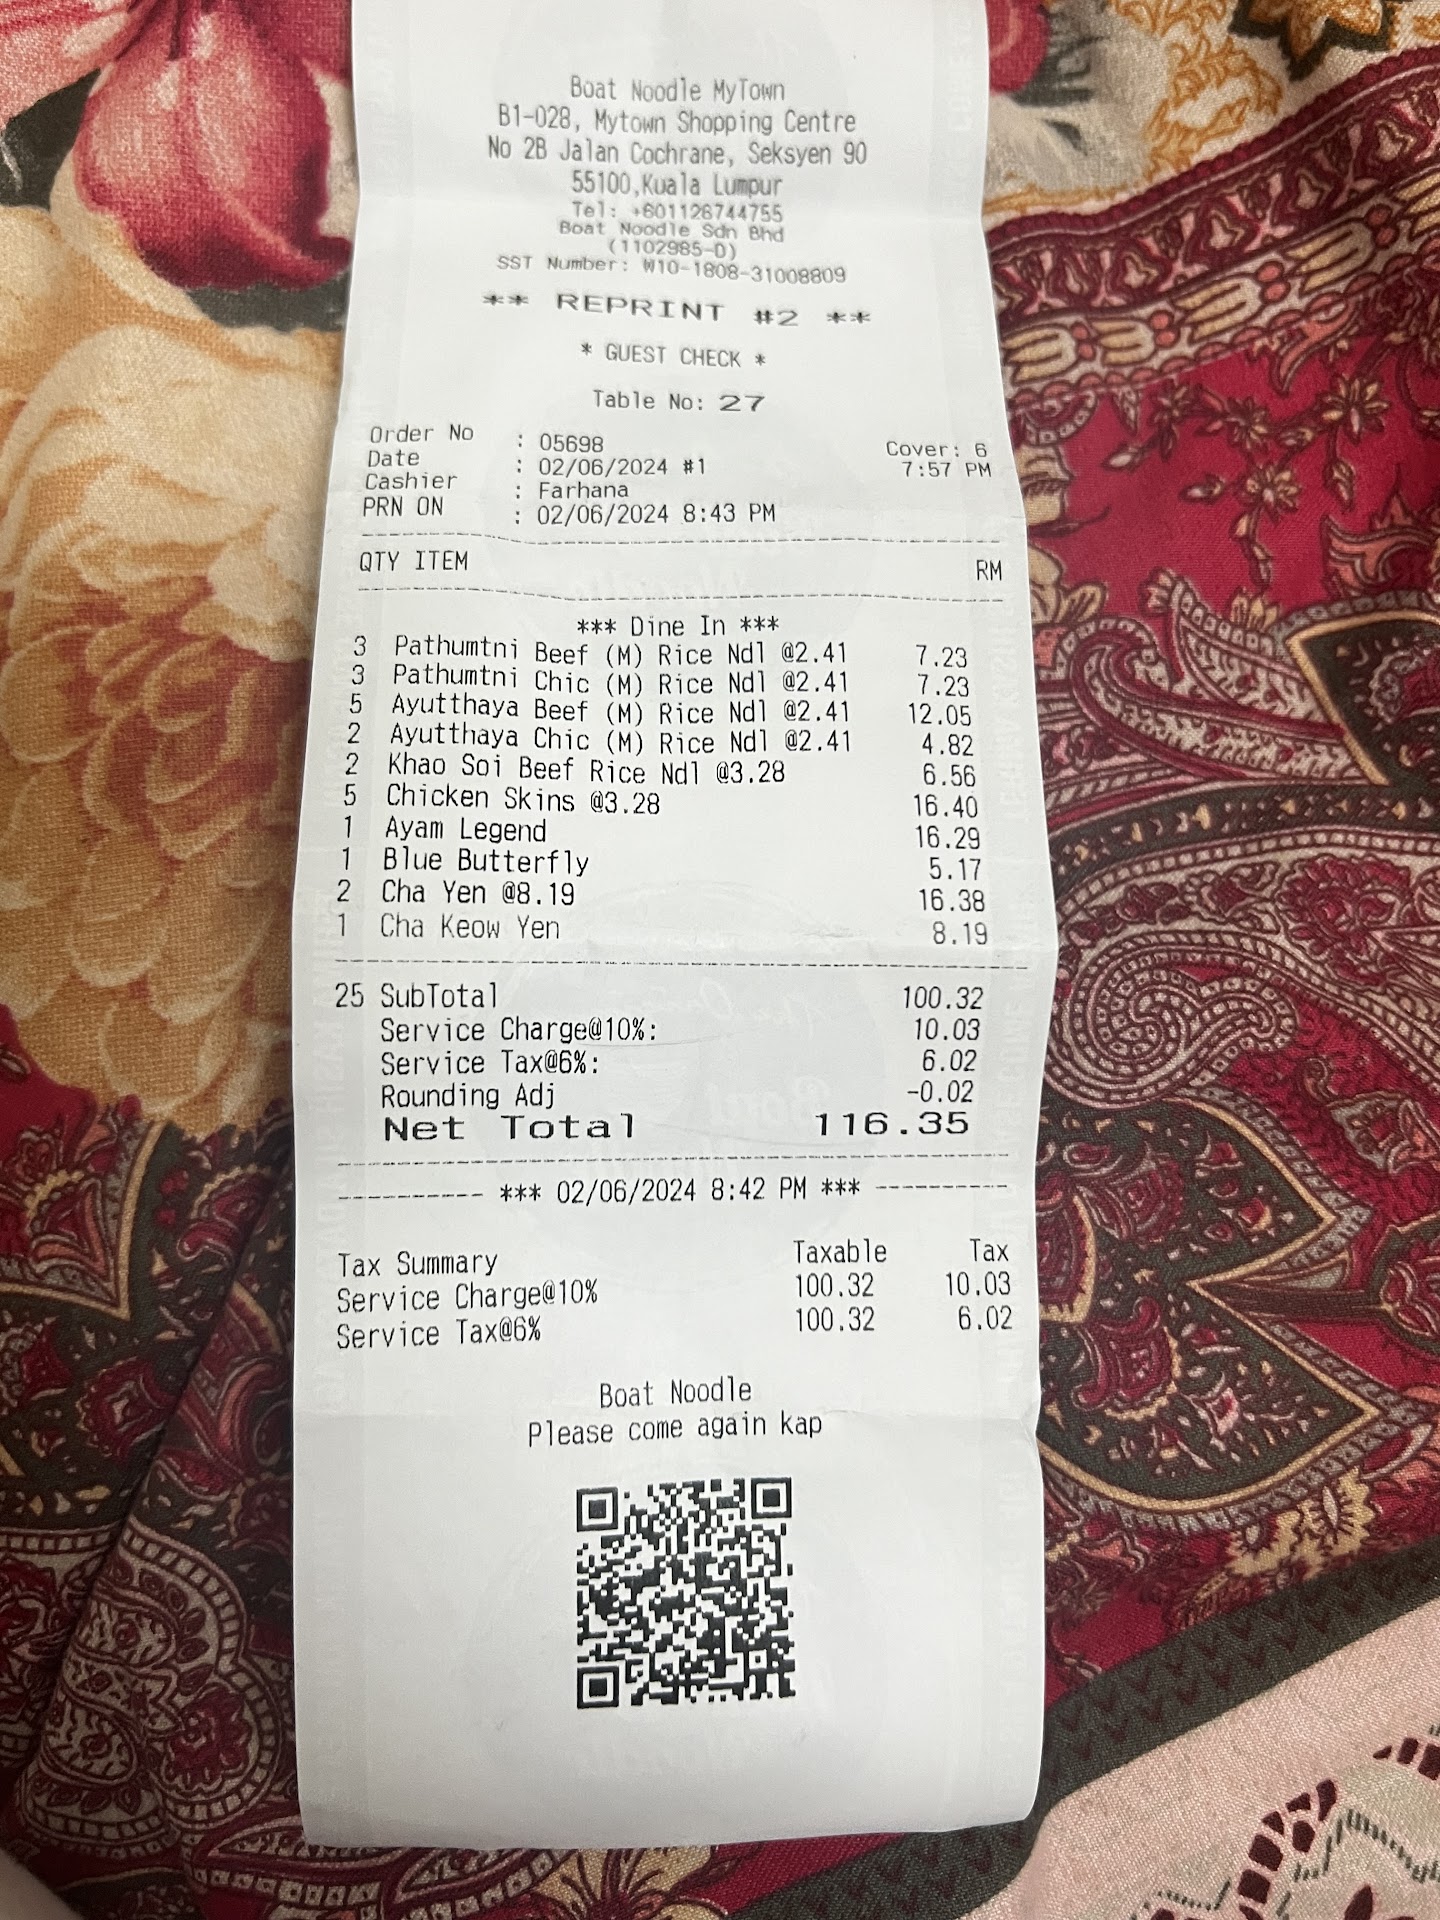 Boat Noodle MyTown
B1-028, Mytown Shopping Centre
No 2B Jalan Cochrane, Seksyen 90
55100,Kuala Lumpur
Tel: +601126744755
Boat Noodle Sdn Bhd
(1102985-D)
SST Number: W10-1808-31008809
** REPRINT #2 **
* GUEST CHECK *
Table No: 27
Order No : 05698 Cover: 6
Date : 02/06/2024 #1 7:57 PM
Cashier : Farhana
PRN ON : 02/06/2024 8:43 PM
QTY ITEM RM
*** Dine In ***
3 Pathumtni Beef (M) Rice Ndl @2.41 7.23
3 Pathumtni Chic (M) Rice Ndl @2.41 7.23
5 Ayutthaya Beef (M) Rice Ndl @2.41 12.05
2 Ayutthaya Chic (M) Rice Ndl @2.41 4.82
2 Khao Soi Beef Rice Ndl @3.28 6.56
5 Chicken Skins @3.28 16.40
1 Ayam Legend 16.29
1 Blue Butterfly 5.17
2 Cha Yen @8.19 16.38
1 Cha Keow Yen 8.19
25 SubTotal 100.32
Service Charge@10%: 10.03
Service Tax@6%: 6.02
Rounding Adj -0.02
Net Total 116.35
---------- *** 02/06/2024 8:42 PM *** ----------
Tax Summary Taxable Tax
Service Charge@10% 100.32 10.03
Service Tax@6% 100.32 6.02
Boat Noodle
Please come again kap